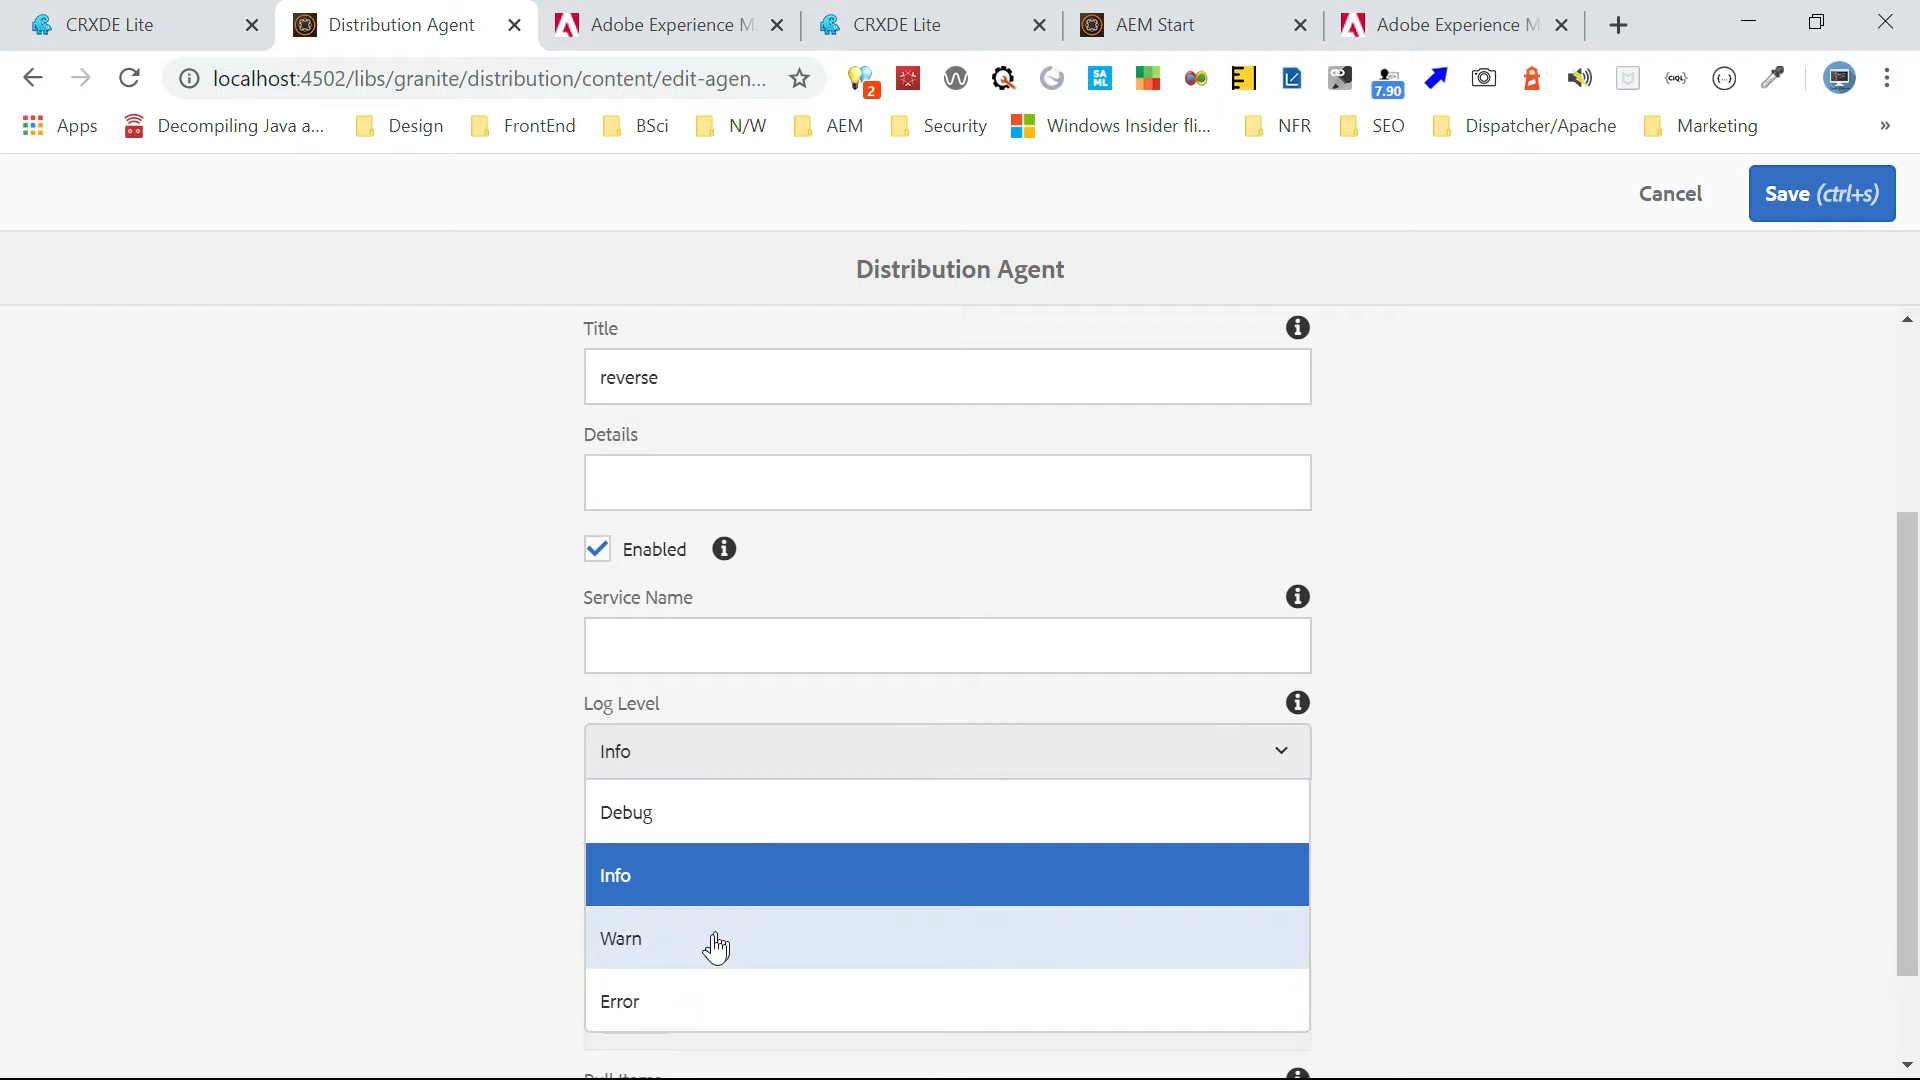 CRXDE Lite
Distribution Agent
Adobe Experience M
CRXDE Lite
AEM Start
Adobe Experience M
localhost:4502/libs/granite/distribution/content/edit-agen...
2
SA
ML
7.90
CIQL
{...}
Apps
Decompiling Java a...
Design
FrontEnd
BSci
N/W
AEM
Security
Windows Insider fli...
NFR
SEO
Dispatcher/Apache
Marketing
»
Cancel
Save (ctrl+s)
Distribution Agent
Title
reverse
Details
Enabled
Service Name
Log Level
Info
Debug
Info
Warn
Error